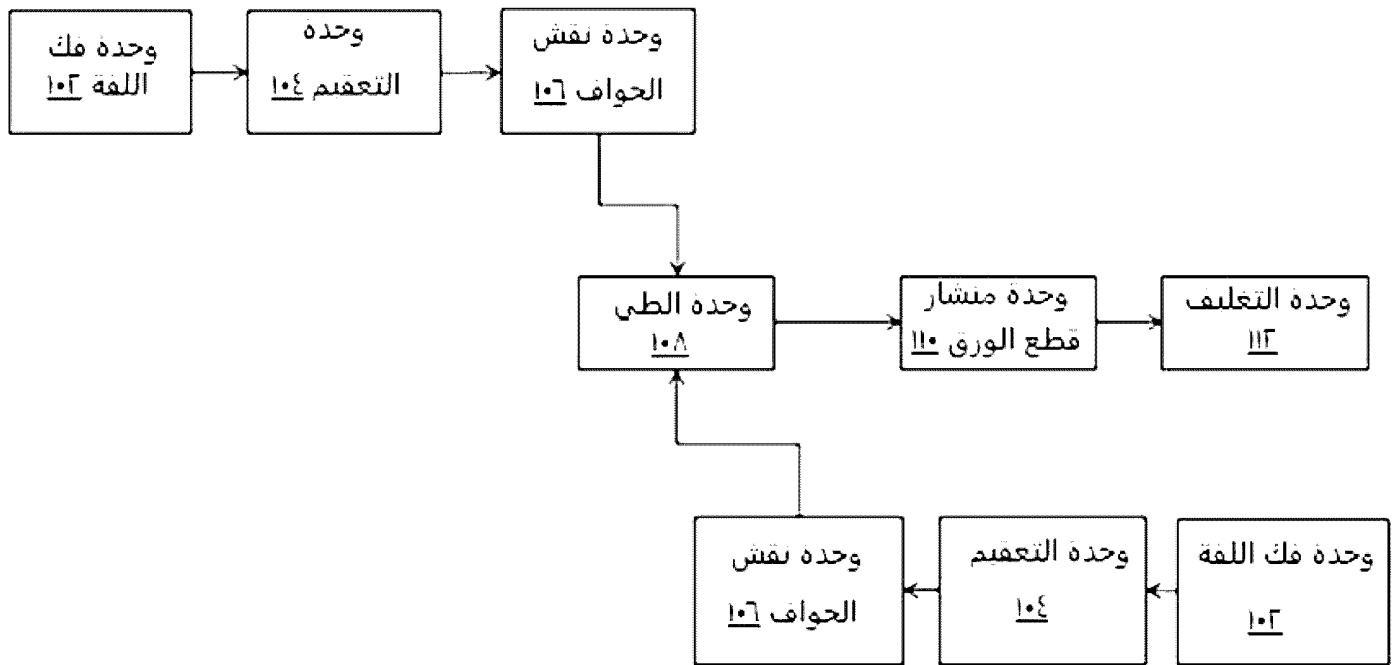 وحدة فك
اللفة ١٠٢
وحدة
التعقيم ١٠٤
وحدة نقش
الحواف ١٠٦
وحدة الطي
١٠٨
وحدة منشار
قطع الورق ١١٠
وحدة التغليف
١١٢
وحدة نقش
الحواف ١٠٦
وحدة التعقيم
١٠٤
وحدة فك اللفة
١٠٢